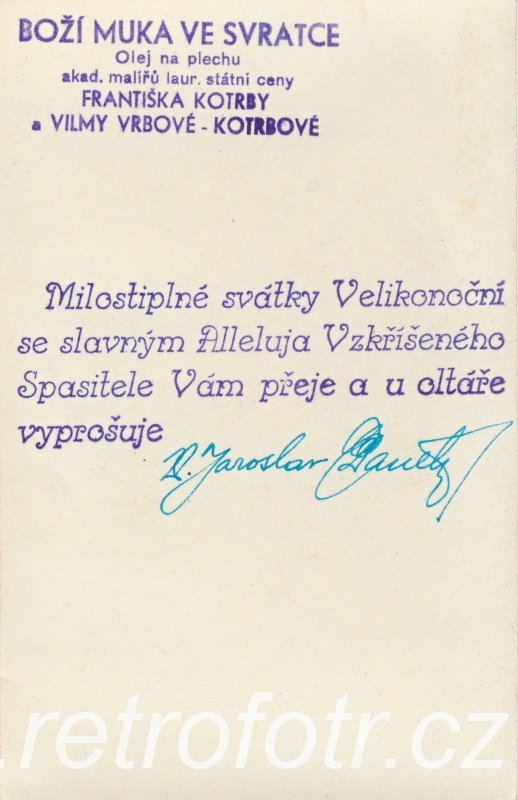 BOŽÍ MUKA VE SVRATCE
Olej na plechu
akad. malířů laur. státní ceny
FRANTIŠKA KOTRBY
a VILMY VRBOVÉ - KOTRBOVÉ
Milostiplné svátky Velikonoční
se slavným Alleluja Vzkříšeného
Spasitele Vám přeje a u oltáře
vyprošuje
Jaroslav
.retrofotr.cz